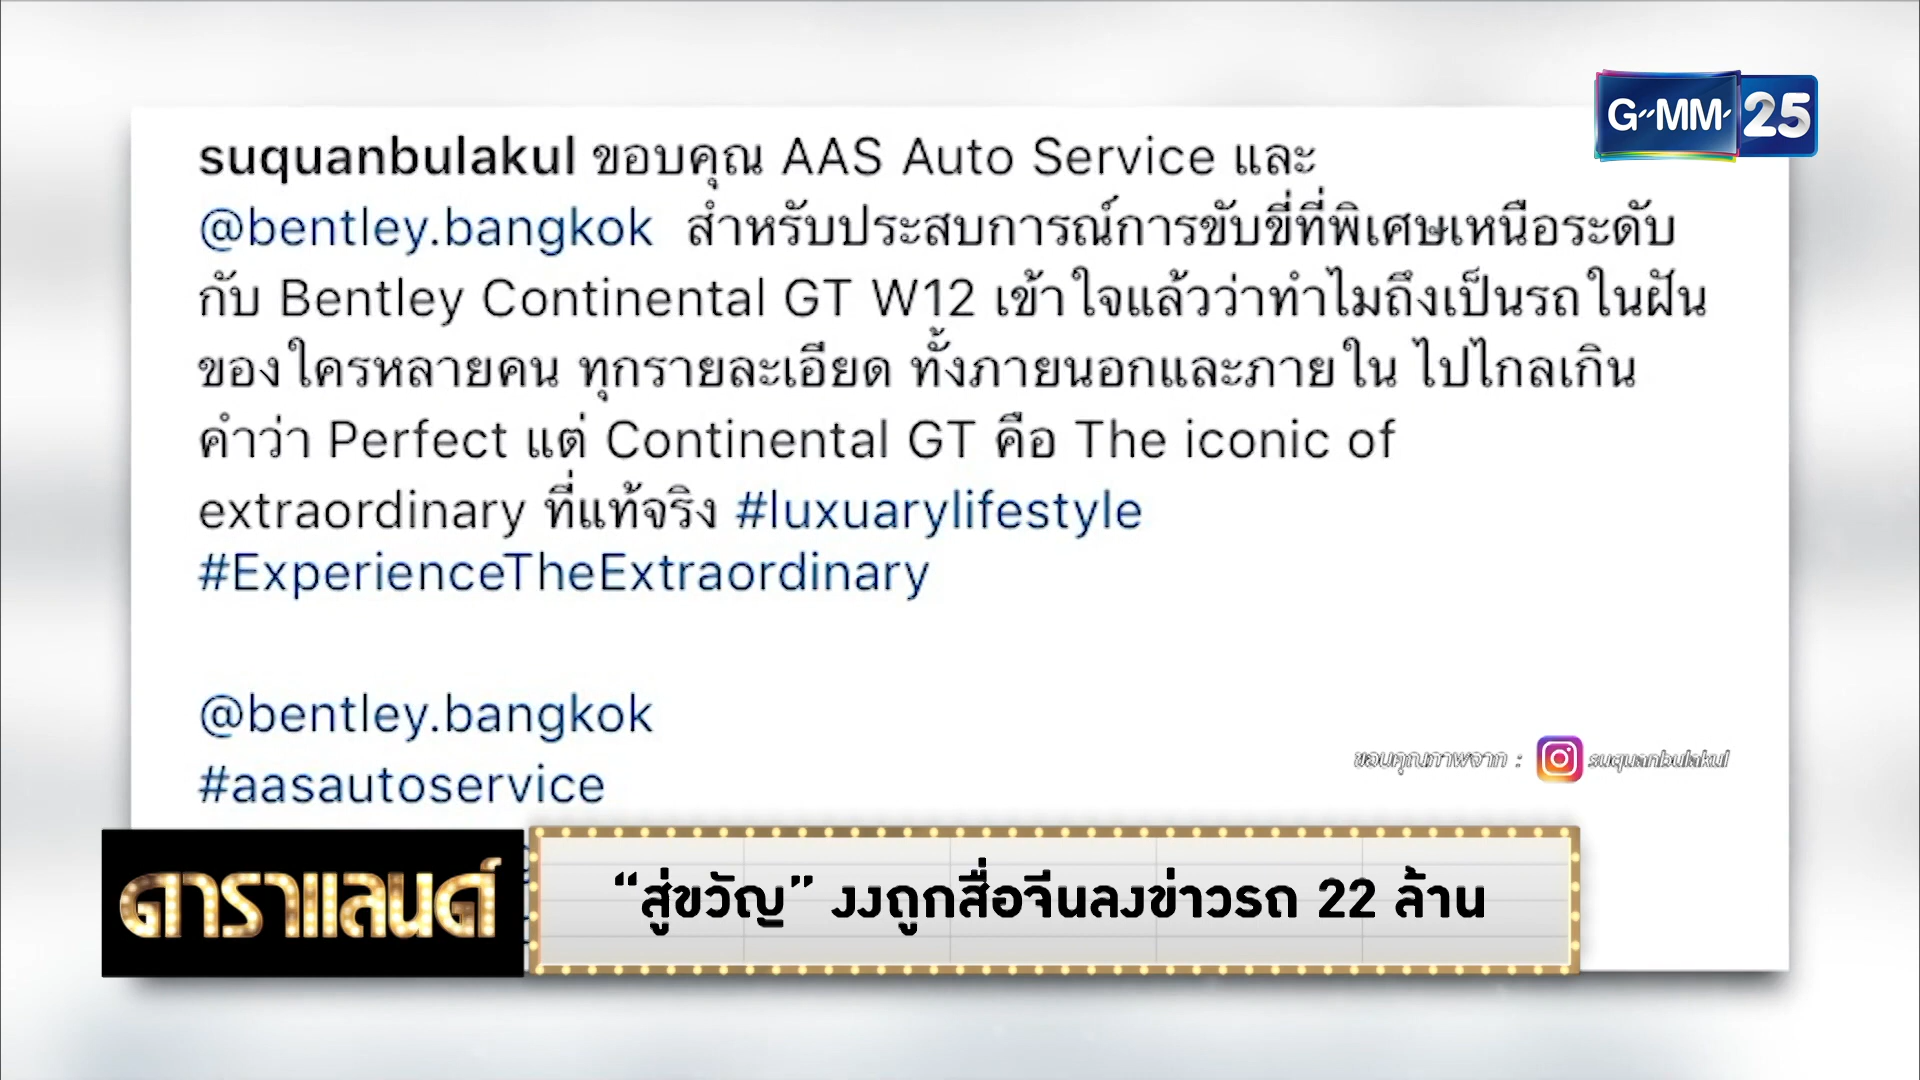 G-MM 25
suquanbulakul ขอบคุณ AAS Auto Service และ
@bentley.bangkok สำหรับประสบการณ์การขับขี่ที่พิเศษเหนือระดับ
กับ Bentley Continental GT W12 เข้าใจแล้วว่าทำไมถึงเป็นรถในฝัน
ของใครหลายคน ทุกรายละเอียด ทั้งภายนอกและภายใน ไปไกลเกิน
คำว่า Perfect แต่ Continental GT คือ The iconic of
extraordinary ที่แท้จริง #luxuarylifestyle
#ExperienceTheExtraordinary
@bentley.bangkok
#aasautoservice
ขอบคุณภาพจาก : suquanbulakul
ดาราแลนด์
“สู่ขวัญ” งงถูกสื่อจีนลงข่าวรถ 22 ล้าน